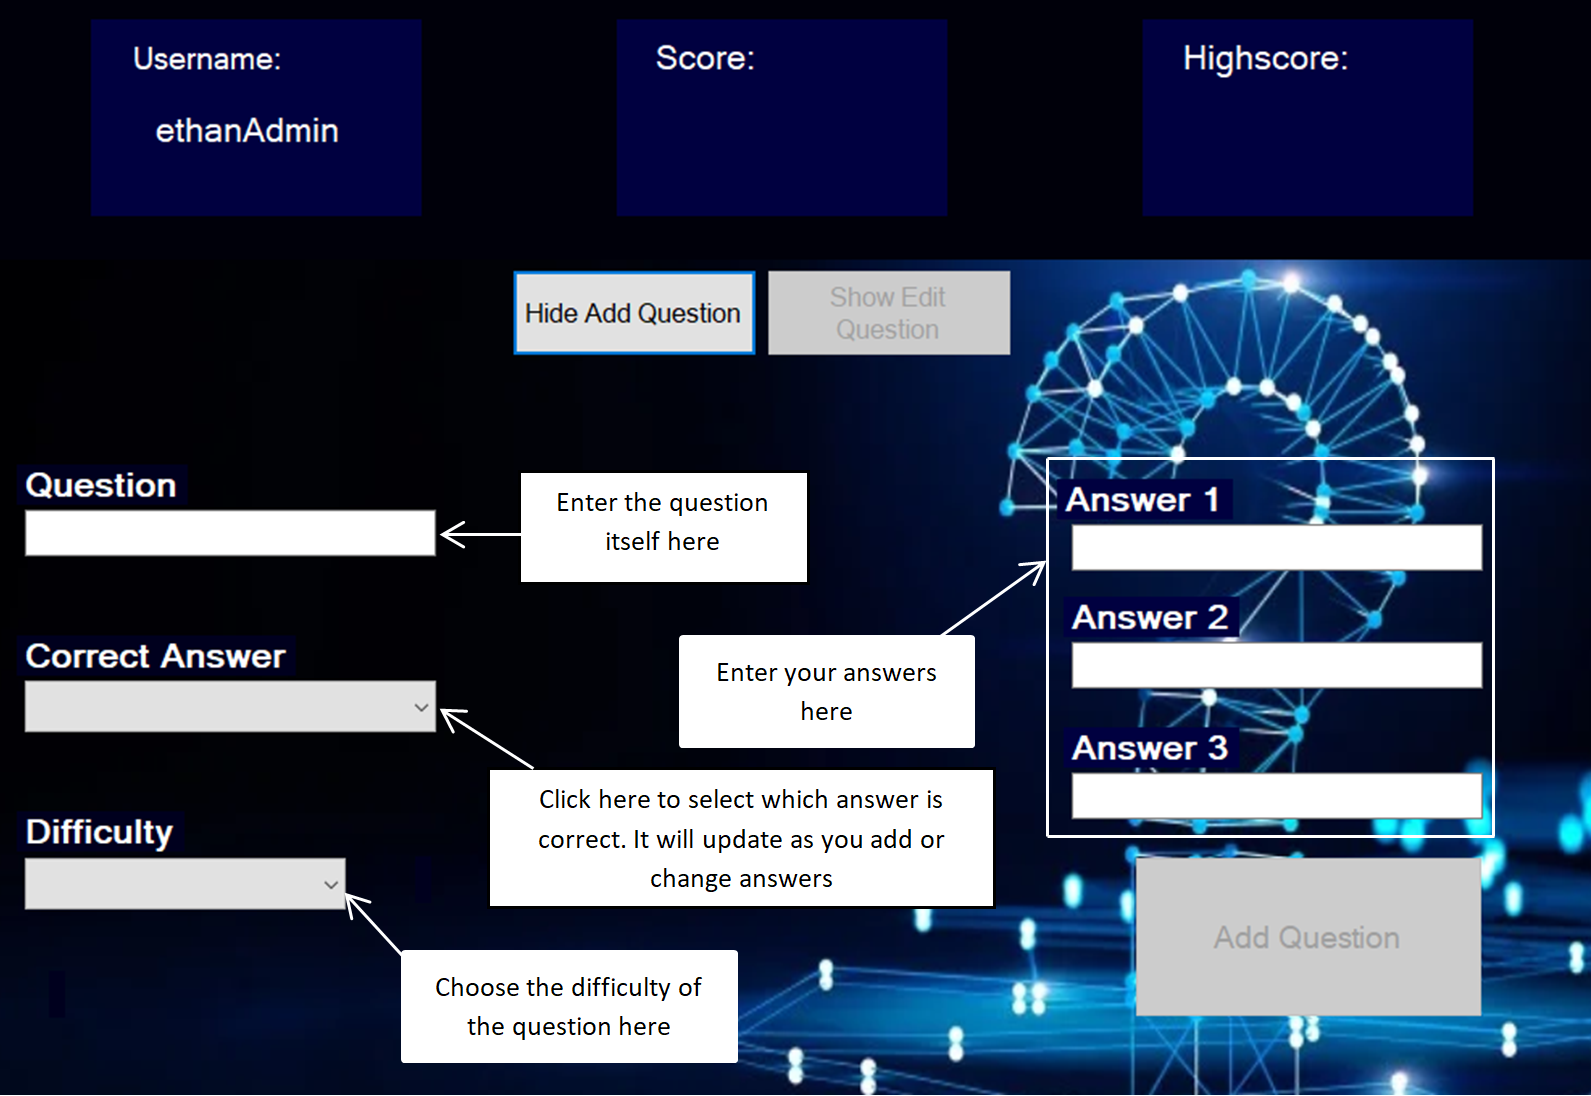 Username:
ethanAdmin
Score:
Highscore:
Hide Add Question
Show Edit
Question
Question
Enter the question
itself here
Correct Answer
Click here to select which answer is
correct. It will update as you add or
change answers
Difficulty
Choose the difficulty of
the question here
Enter your answers
here
Answer 1
Answer 2
Answer 3
Add Question